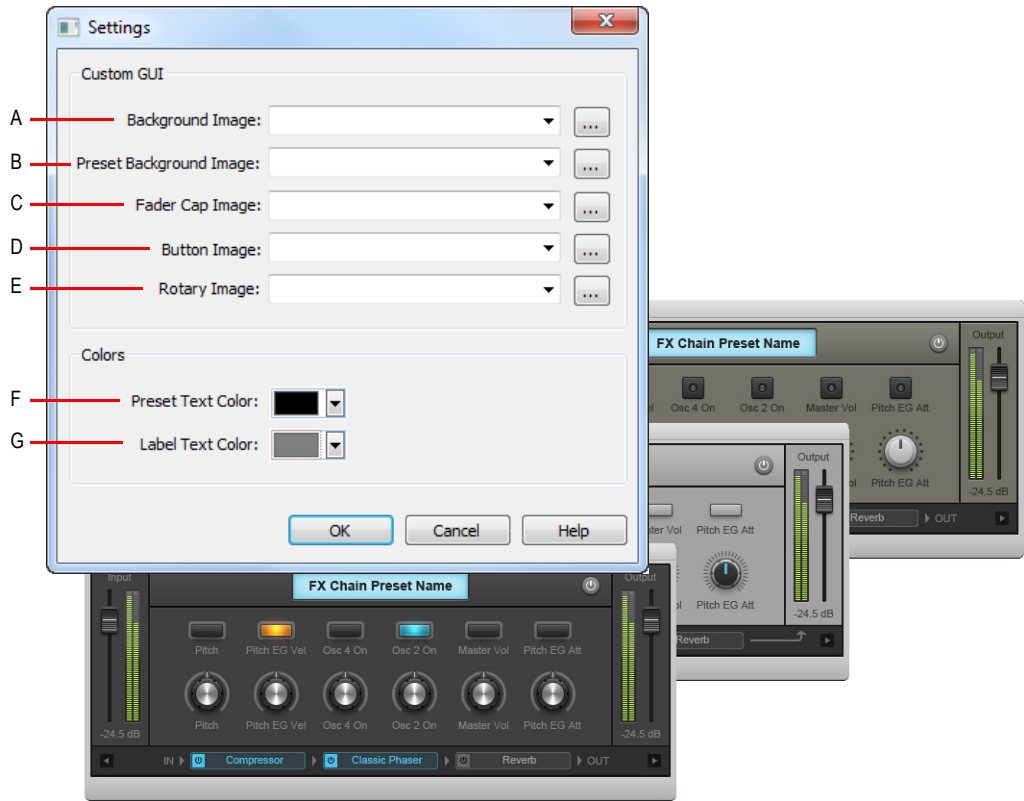 Settings
Custom GUI
A
Background Image:
...
B
Preset Background Image:
...
C
Fader Cap Image:
...
D
Button Image:
...
E
Rotary Image:
...
Colors
F
Preset Text Color:
G
Label Text Color:
OK
Cancel
Help
FX Chain Preset Name
Output
Osc 4 On
Osc 2 On
Master Vol
Pitch EG Att
Pitch EG Att
-24.5 dB
Reverb
OUT
Output
Pitch EG Att
Pitch EG Att
-24.5 dB
Reverb
Input
FX Chain Preset Name
Output
Pitch
Pitch EG Vel
Osc 4 On
Osc 2 On
Master Vol
Pitch EG Att
Pitch
Pitch EG Vel
Osc 4 On
Osc 2 On
Master Vol
Pitch EG Att
-24.5 dB
-24.5 dB
IN
Compressor
Classic Phaser
Reverb
OUT